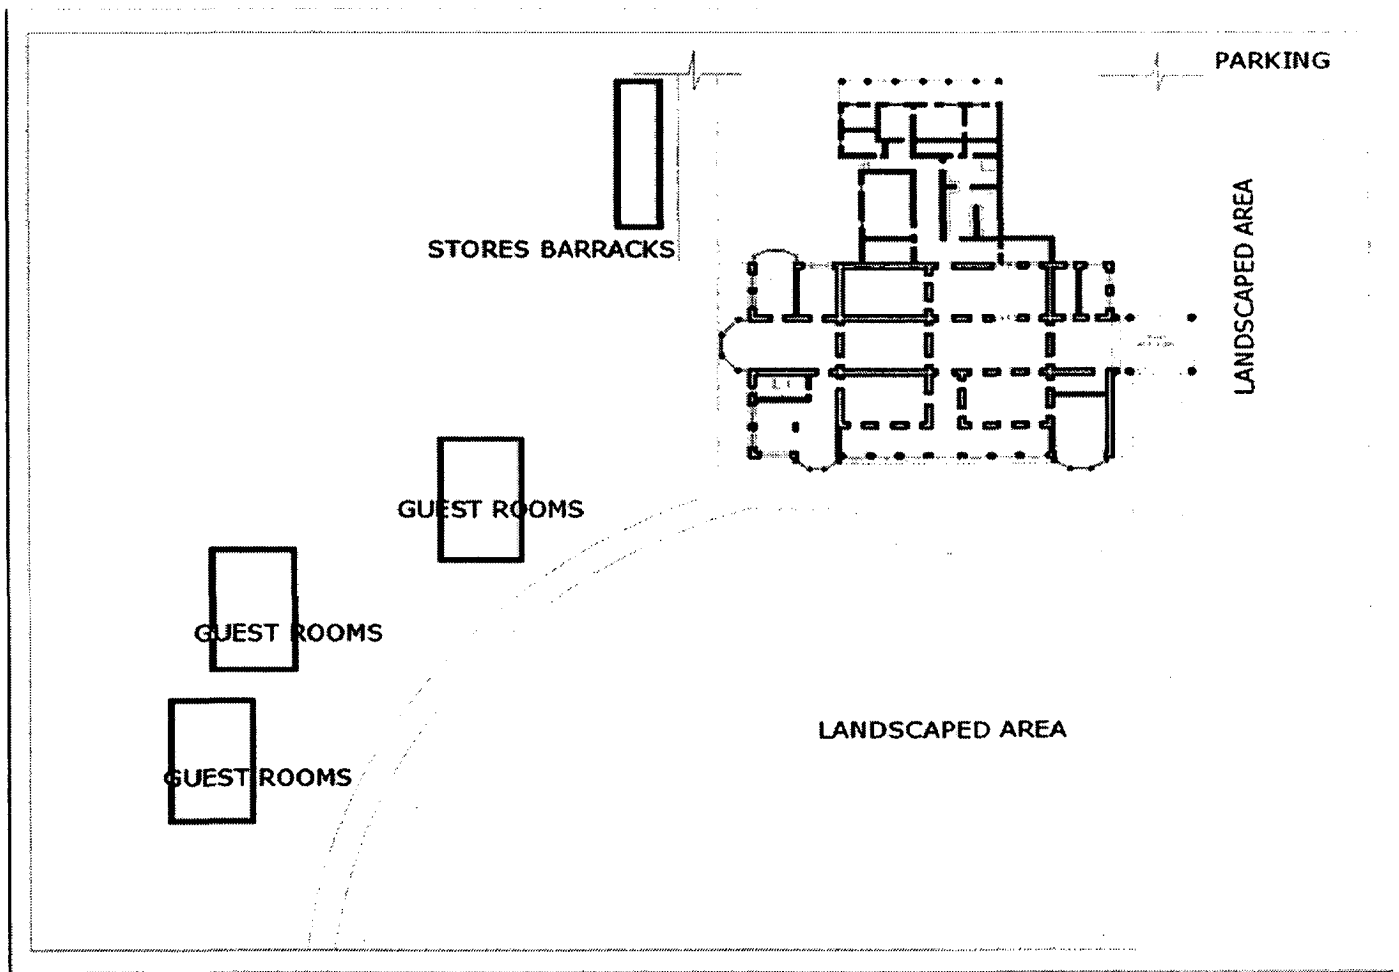 PARKING
LANDSCAPED AREA
STORES BARRACKS
GUEST ROOMS
GUEST ROOMS
LANDSCAPED AREA
GUEST ROOMS